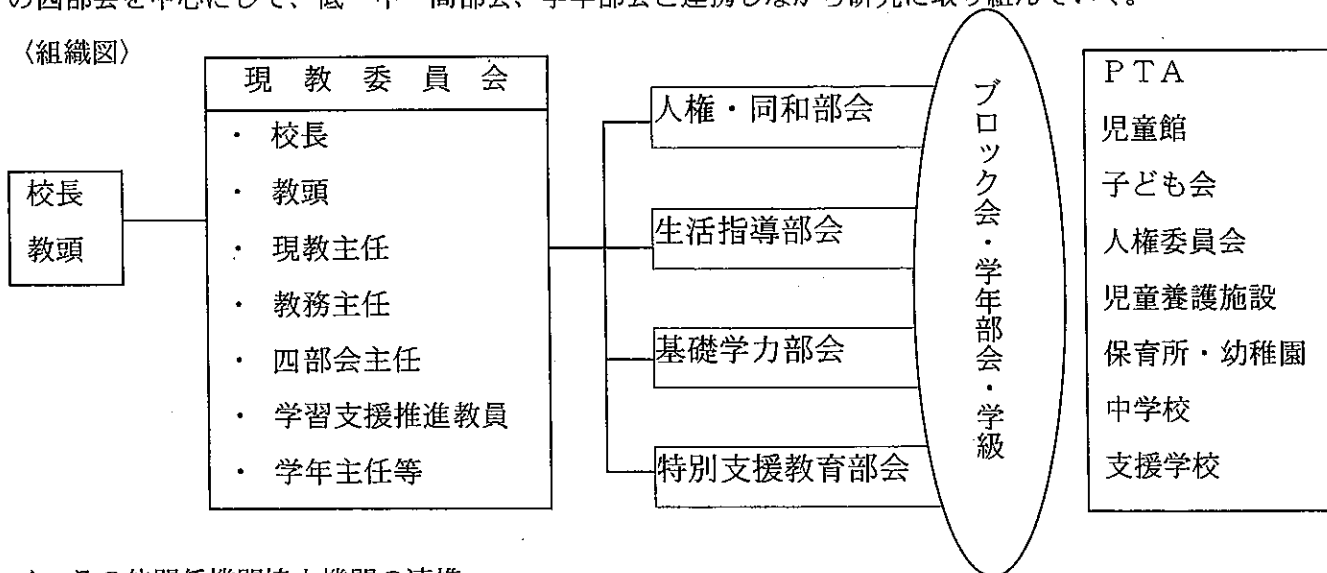 の四部会を中心にして、低・中・高部会、学年部会と連携しながら研究に取り組んでいく。
〈組織図〉
校長
教頭
現教委員会
・ 校長
・ 教頭
・ 現教主任
・ 教務主任
・ 四部会主任
・ 学習支援推進教員
・ 学年主任等
人権・同和部会
生活指導部会
基礎学力部会
特別支援教育部会
ブロック会・学年部会・学級
PTA
児童館
子ども会
人権委員会
児童養護施設
保育所・幼稚園
中学校
支援学校